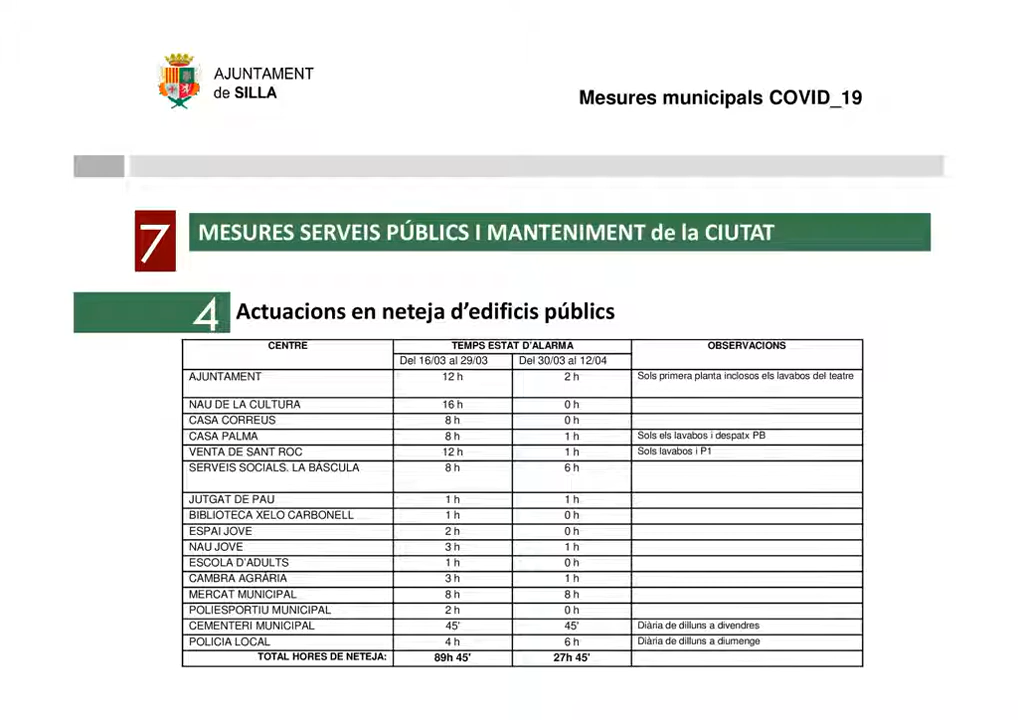 AJUNTAMENT
de SILLA
Mesures municipals COVID_19
7 MESURES SERVEIS PÚBLICS I MANTENIMENT de la CIUTAT
4 Actuacions en neteja d'edificis públics
CENTRE TEMPS ESTAT D'ALARMA OBSERVACIONS
Del 16/03 al 29/03 Del 30/03 al 12/04
AJUNTAMENT 12 h 2 h Sols primera planta inclosos els lavabos del teatre
NAU DE LA CULTURA 16 h 0 h
CASA CORREUS 8 h 0 h
CASA PALMA 8 h 1 h Sols els lavabos i despatx PB
VENTA DE SANT ROC 12 h 1 h Sols lavabos i P1
SERVEIS SOCIALS. LA BÀSCULA 8 h 6 h
JUTGAT DE PAU 1 h 1 h
BIBLIOTECA XELO CARBONELL 1 h 0 h
ESPAI JOVE 2 h 0 h
NAU JOVE 3 h 1 h
ESCOLA D'ADULTS 1 h 0 h
CAMBRA AGRÀRIA 3 h 1 h
MERCAT MUNICIPAL 8 h 8 h
POLIESPORTIU MUNICIPAL 2 h 0 h
CEMENTERI MUNICIPAL 45' 45' Diària de dilluns a divendres
POLICIA LOCAL 4 h 6 h Diària de dilluns a diumenge
TOTAL HORES DE NETEJA: 89h 45' 27h 45'